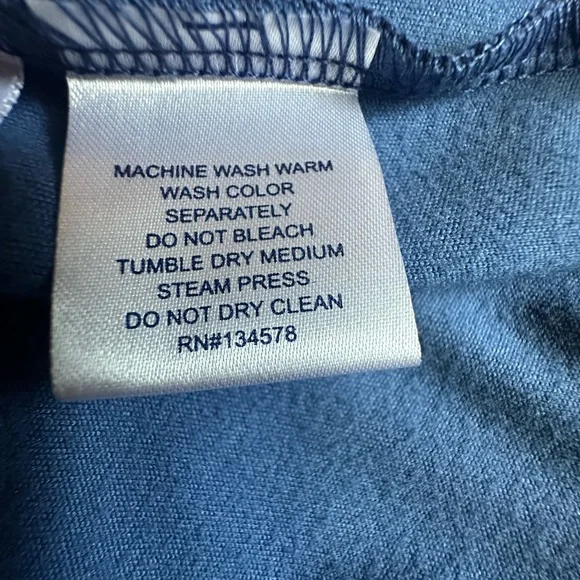 MACHINE WASH WARM
WASH COLOR
SEPARATELY
DO NOT BLEACH
TUMBLE DRY MEDIUM
STEAM PRESS
DO NOT DRY CLEAN
RN#134578